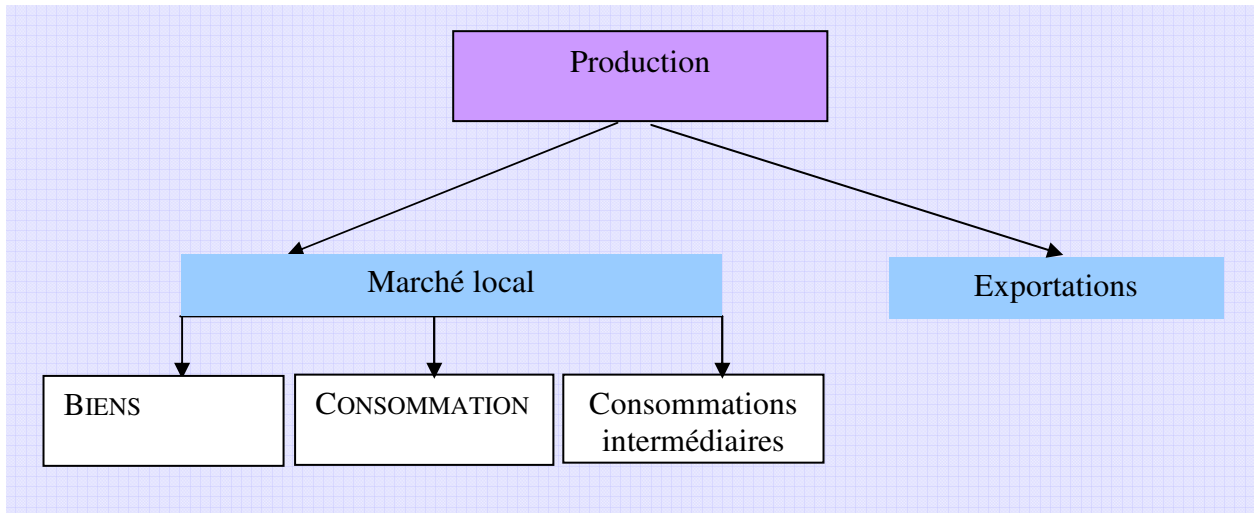 Production
Marché local
Exportations
BIENS
CONSOMMATION
Consommations
intermédiaires